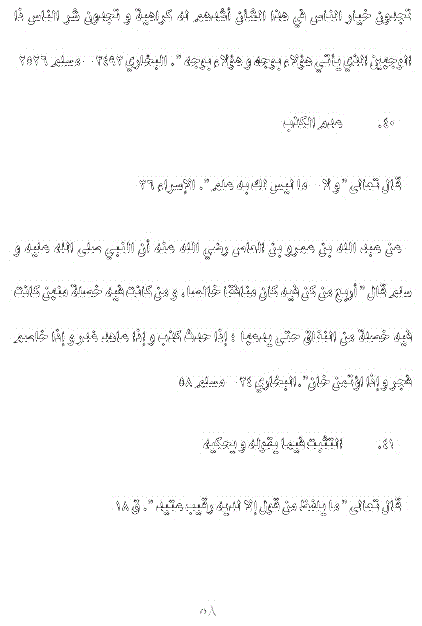 تجدون خيار الناس في هذا الشأن أشدهم له كراهية و تجدون شر الناس ذا
الوجهين الذي يأتي هؤلاء بوجه و هؤلاء بوجه ". البخاري ٣٤٩٣ ومسلم ٢٥٢٦
٤٠. عدم الكذب
قال تعالى " و لا ما ليس لك به علم ". الإسراء ٣٦
عن عبد الله بن عمرو بن العاص رضي الله عنه أن النبي صلى الله عليه و
سلم قال " أربع من كن فيه كان منافقا خالصا، و من كانت فيه خصلة منهن كانت
فيه خصلة من النفاق حتى يدعها : إذا حدث كذب و إذا عاهد غدر و إذا خاصم
فجر و إذا اؤتمن خان ". البخاري ٣٤ ومسلم ٥٨
٤١. التثبت فيما يقوله و يحكيه
قال تعالى " ما يلفظ من قول إلا لديه رقيب عتيد ". ق ١٨
٥٨